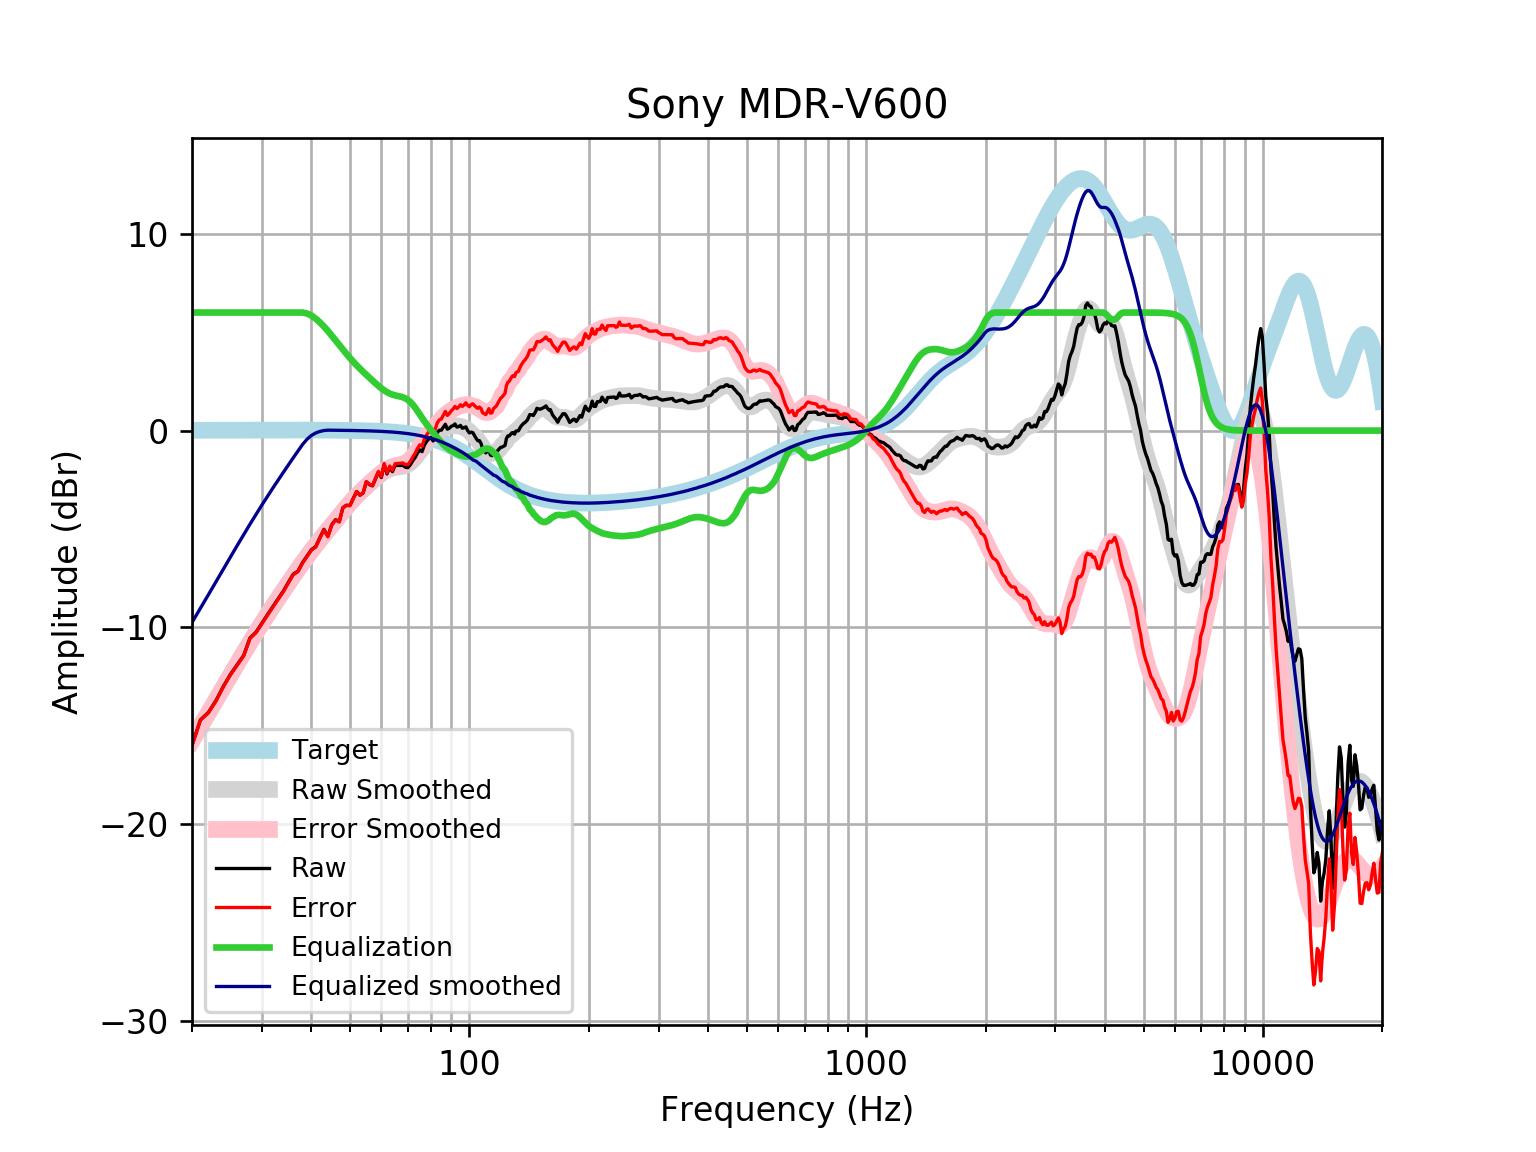 Sony MDR-V600
Amplitude (dBr)
10
0
−10
−20
−30
Target
Raw Smoothed
Error Smoothed
Raw
Error
Equalization
Equalized smoothed
100
1000
10000
Frequency (Hz)